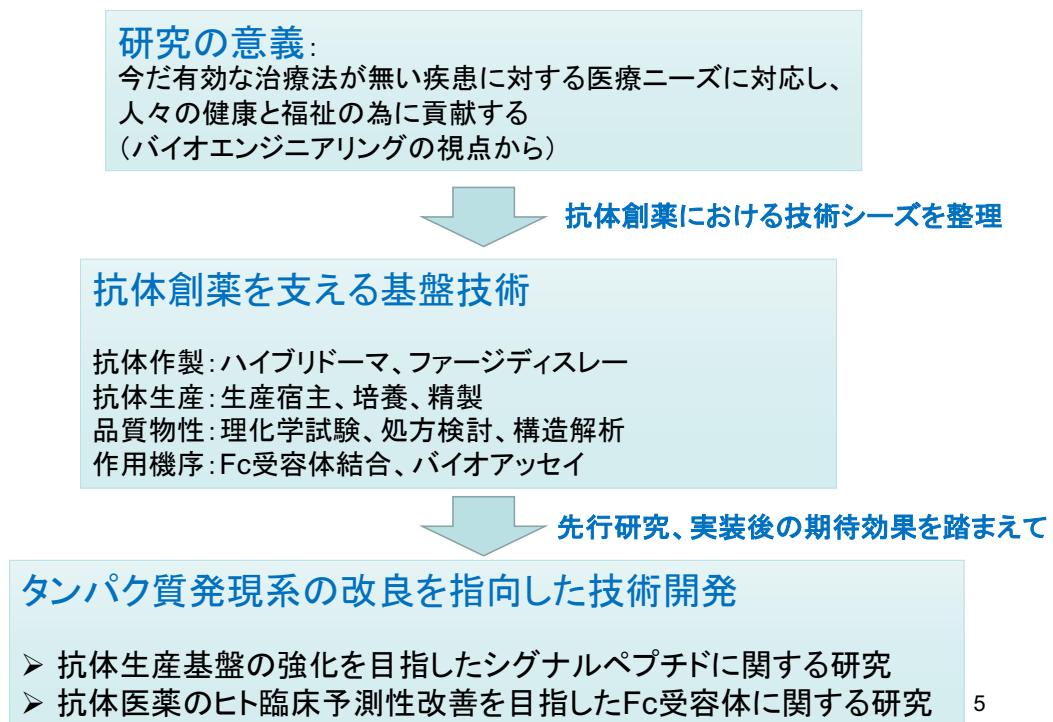 研究の意義：
今だ有効な治療法が無い疾患に対する医療ニーズに対応し、
人々の健康と福祉の為に貢献する
（バイオエンジニアリングの視点から）
抗体創薬における技術シーズを整理
抗体創薬を支える基盤技術
抗体作製：ハイブリドーマ、ファージディスレー
抗体生産：生産宿主、培養、精製
品質物性：理化学試験、処方検討、構造解析
作用機序：Fc受容体結合、バイオアッセイ
先行研究、実装後の期待効果を踏まえて
タンパク質発現系の改良を指向した技術開発
➢ 抗体生産基盤の強化を目指したシグナルペプチドに関する研究
➢ 抗体医薬のヒト臨床予測性改善を目指したFc受容体に関する研究
5